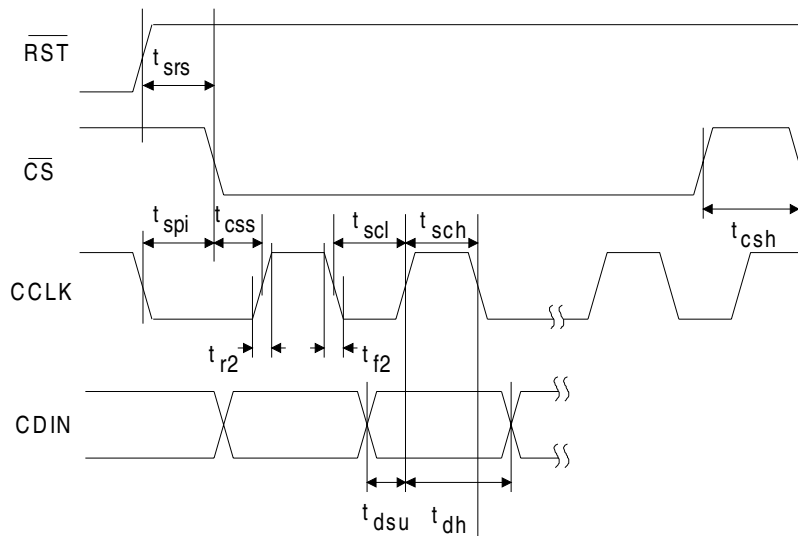 RST
t srs
CS
t spi
t css
t scl
t sch
t csh
CCLK
t r2
t f2
CDIN
t dsu
t dh